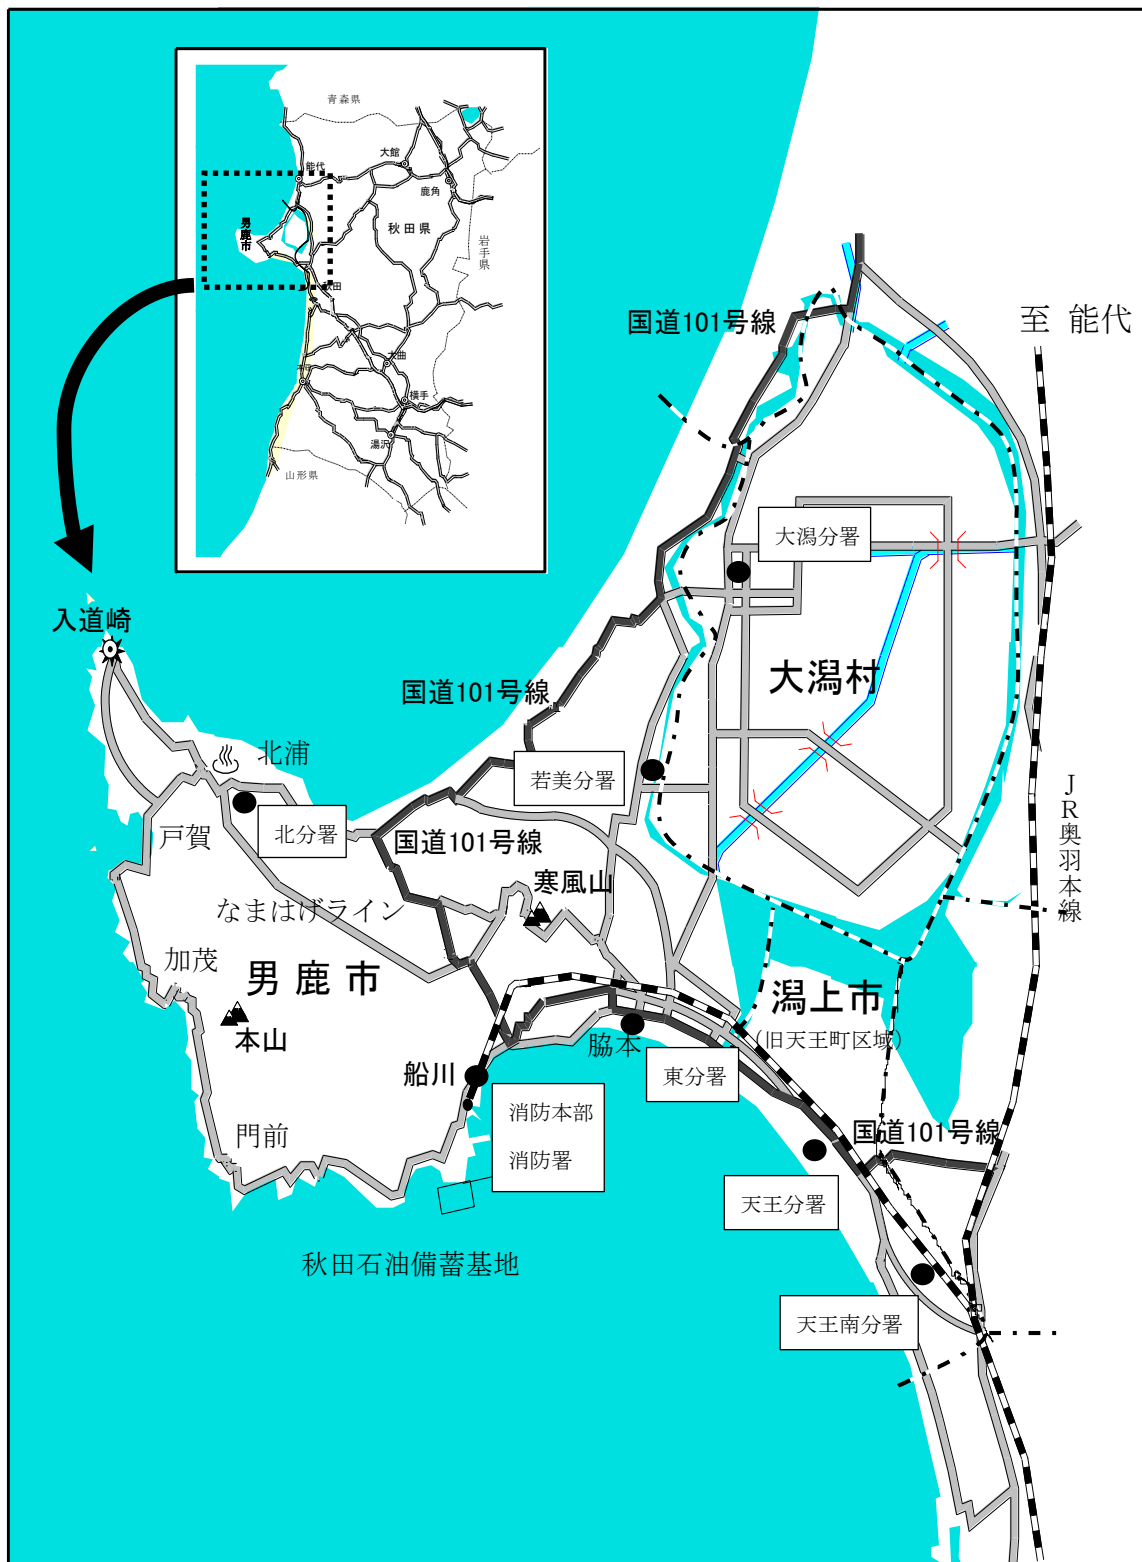 青森県
大館
能代
鹿角
男鹿市
秋田県
岩手県
秋田
大曲
横手
湯沢
山形県
国道101号線
至 能代
大潟分署
入道崎
大潟村
国道101号線
北浦
若美分署
JR奥羽本線
戸賀
北分署
国道101号線
寒風山
なまはげライン
加茂
男鹿市
潟上市
(旧天王町区域)
本山
脇本
船川
東分署
消防本部
消防署
門前
国道101号線
天王分署
秋田石油備蓄基地
天王南分署